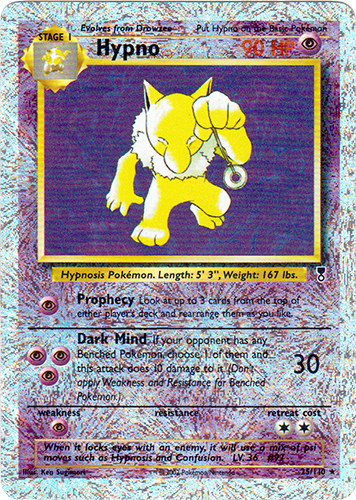 Evolves from Drowzee Put Hypno on the Basic Pokémon
STAGE 1 Hypno 90 HP
Hypnosis Pokémon. Length: 5' 3", Weight: 167 lbs.
Prophecy Look at up to 3 cards from the top of
either player's deck and rearrange them as you like.
Dark Mind If your opponent has any
Benched Pokémon, choose 1 of them and
this attack does 10 damage to it. (Don't
apply Weakness and Resistance for Benched
Pokémon.)
30
weakness resistance retreat cost
When it locks eyes with an enemy, it will use a mix of psi
moves such as Hypnosis and Confusion. LV. 36 #97
Illus. Ken Sugimori © 2002 Pokémon/Nintendo 25/110 ★